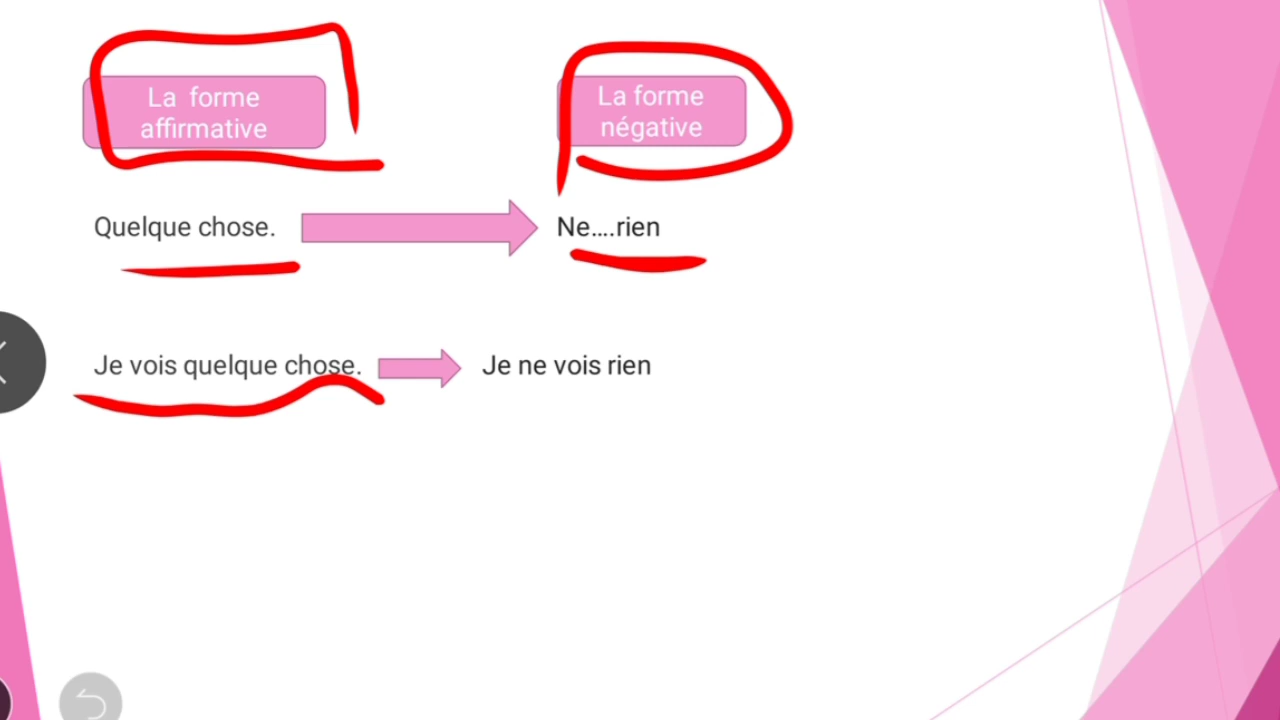 La forme
affirmative
La forme
négative
Quelque chose.
Ne....rien
Je vois quelque chose.
Je ne vois rien